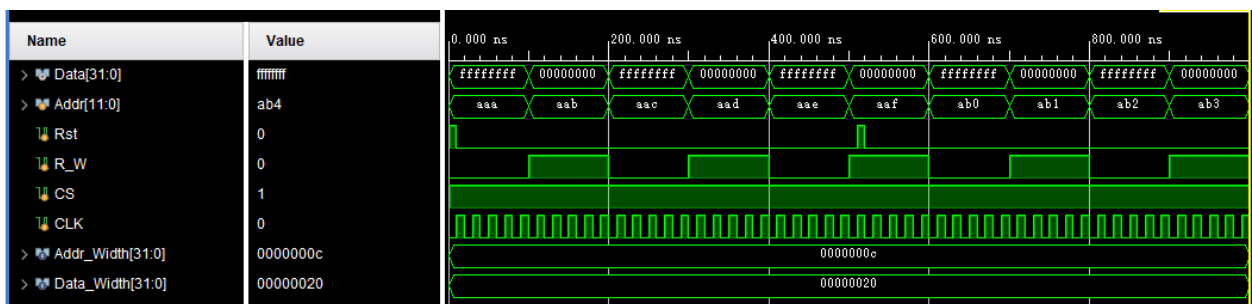 Name Value 0.000 ns 200.000 ns 400.000 ns 600.000 ns 800.000 ns
Data[31:0] ffffffff ffffffff 00000000 ffffffff 00000000 ffffffff 00000000 ffffffff 00000000 ffffffff 00000000
Addr[11:0] ab4 aaa aab aac aad aae aaf ab0 ab1 ab2 ab3
Rst 0
R_W 0
CS 1
CLK 0
Addr_Width[31:0] 0000000c 0000000c
Data_Width[31:0] 00000020 00000020